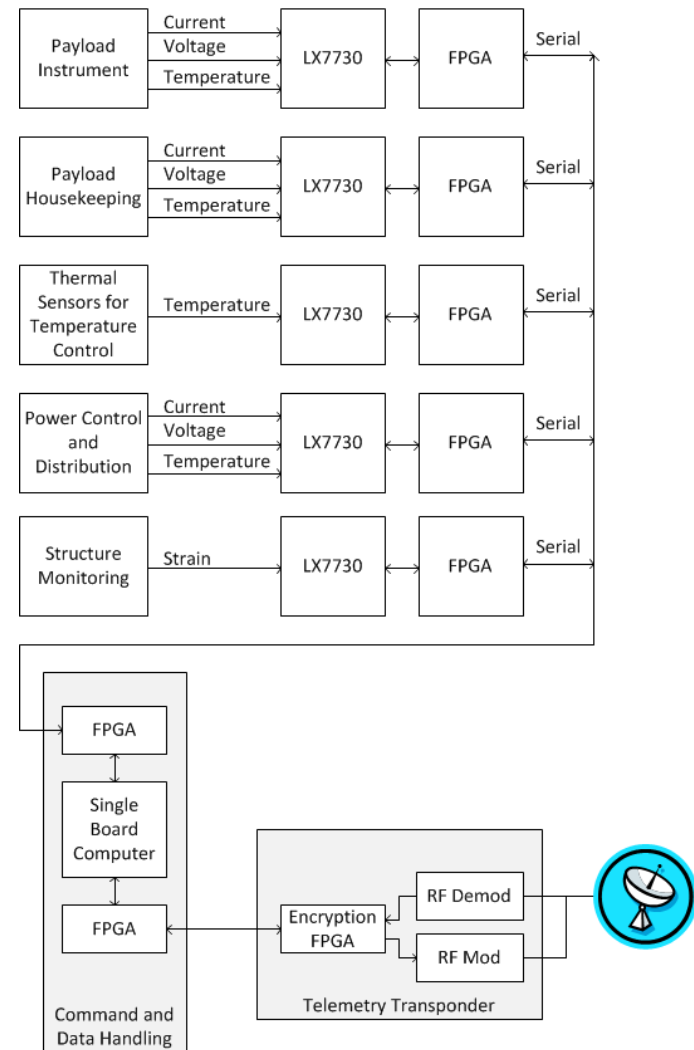 Payload
Instrument
Current
Voltage
Temperature
LX7730
FPGA
Serial
Payload
Housekeeping
Current
Voltage
Temperature
LX7730
FPGA
Serial
Thermal
Sensors for
Temperature
Control
Temperature
LX7730
FPGA
Serial
Power Control
and
Distribution
Current
Voltage
Temperature
LX7730
FPGA
Serial
Structure
Monitoring
Strain
LX7730
FPGA
Serial
FPGA
Single
Board
Computer
FPGA
Command and
Data Handling
Encryption
FPGA
RF Demod
RF Mod
Telemetry Transponder